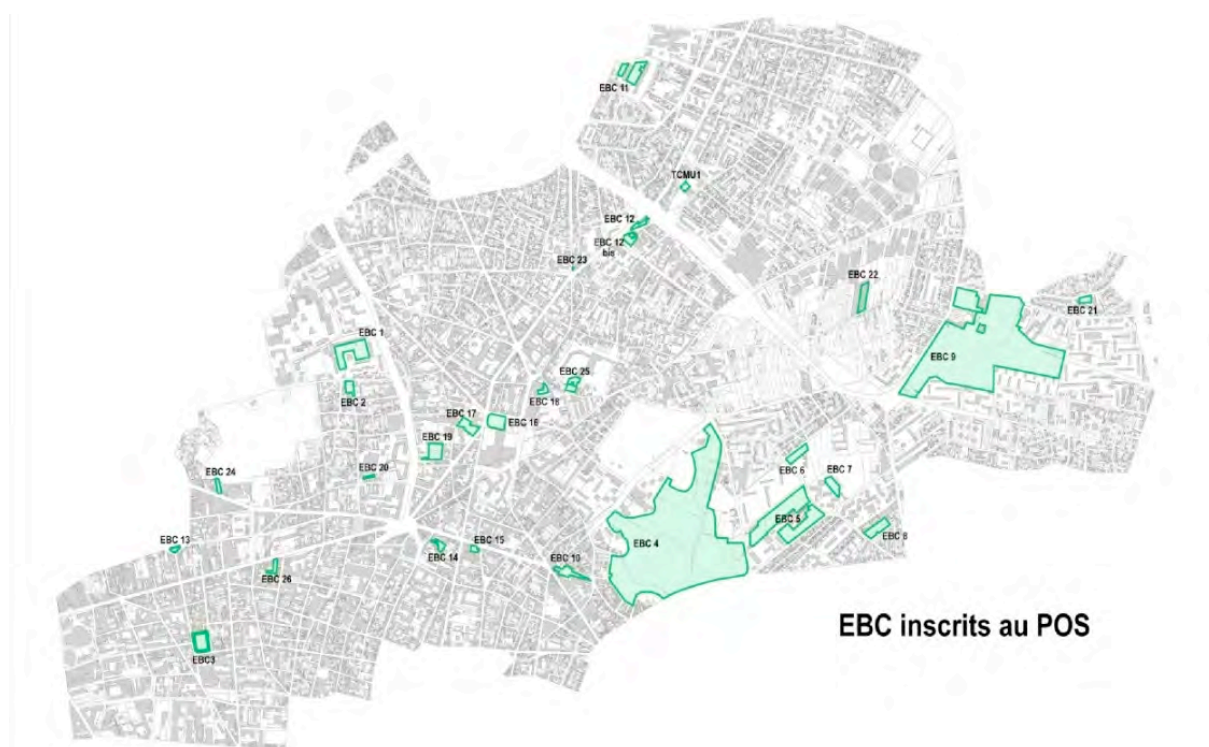 EBC 11
TCMU1
EBC 12
EBC 12
bis
EBC 23
EBC 22
EBC 21
EBC 1
EBC 9
EBC 25
EBC 2
EBC 18
EBC 17
EBC 16
EBC 19
EBC 6
EBC 24
EBC 20
EBC 7
EBC 5
EBC 8
EBC 13
EBC 14
EBC 15
EBC 4
EBC 10
EBC 26
EBC inscrits au POS
EBC3